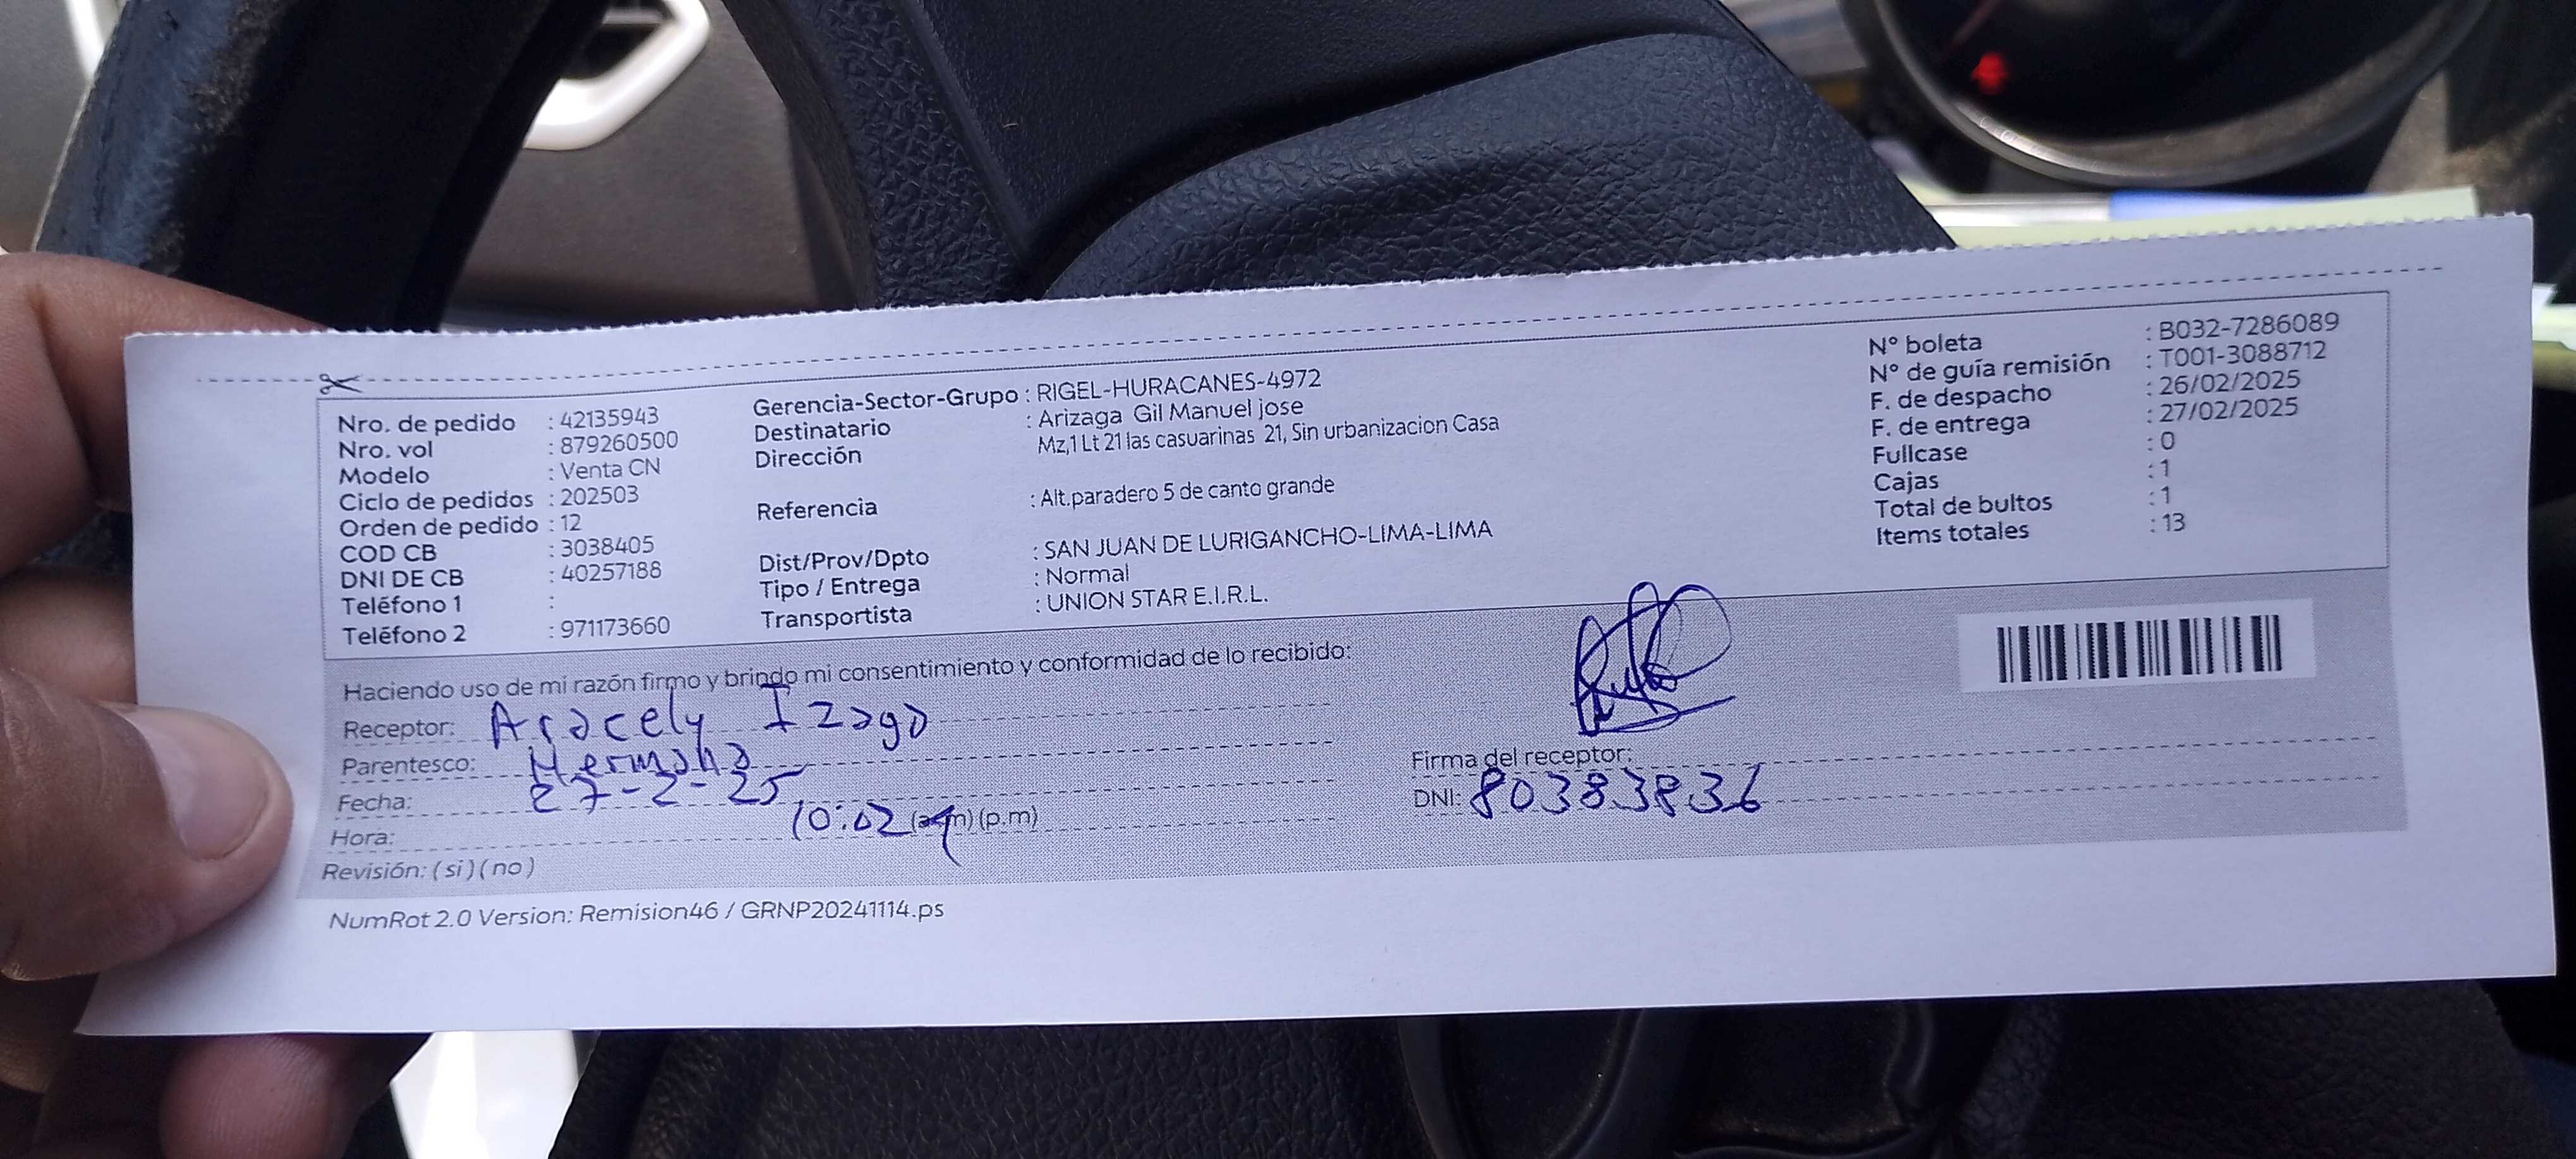 Nro. de pedido : 42135943
Nro. vol : 879260500
Modelo : Venta CN
Ciclo de pedidos : 202503
Orden de pedido : 12
COD CB : 3038405
DNI DE CB : 40257188
Teléfono 1 :
Teléfono 2 : 971173660
Gerencia-Sector-Grupo : RIGEL-HURACANES-4972
Destinatario : Arizaga Gil Manuel jose
Dirección Mz,1 Lt 21 las casuarinas 21, Sin urbanizacion Casa
Referencia : Alt.paradero 5 de canto grande
Dist/Prov/Dpto : SAN JUAN DE LURIGANCHO-LIMA-LIMA
Tipo / Entrega : Normal
Transportista : UNION STAR E.I.R.L.
N° boleta : B032-7286089
N° de guía remisión : T001-3088712
F. de despacho : 26/02/2025
F. de entrega : 27/02/2025
Fullcase : 0
Cajas : 1
Total de bultos : 1
Items totales : 13
Haciendo uso de mi razón firmo y brindo mi consentimiento y conformidad de lo recibido:
Receptor: Aracely Izaga
Parentesco: Hermana
Fecha: 27-2-25
Hora: 10:02 (a.m) (p.m)
Revisión: (si) (no)
Firma del receptor:
DNI: 80383836
NumRot 2.0 Version: Remision46 / GRNP20241114.ps